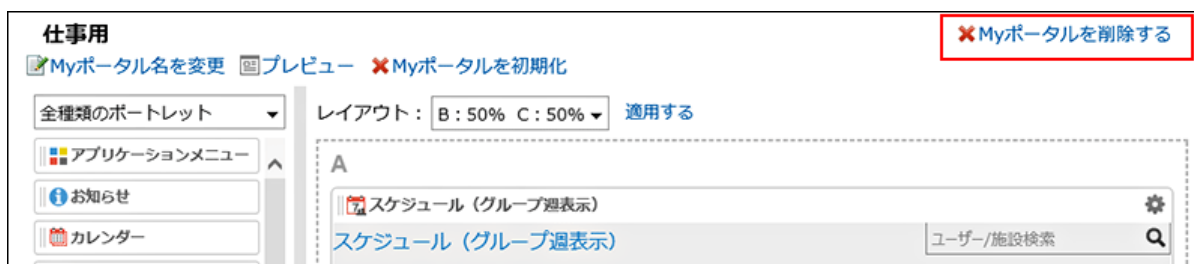 仕事用
Myポータルを削除する
Myポータル名を変更 プレビュー Myポータルを初期化
全種類のポートレット
レイアウト： B：50% C：50% 適用する
アプリケーションメニュー
A
お知らせ
スケジュール（グループ週表示）
カレンダー
スケジュール（グループ週表示） ユーザー/施設検索